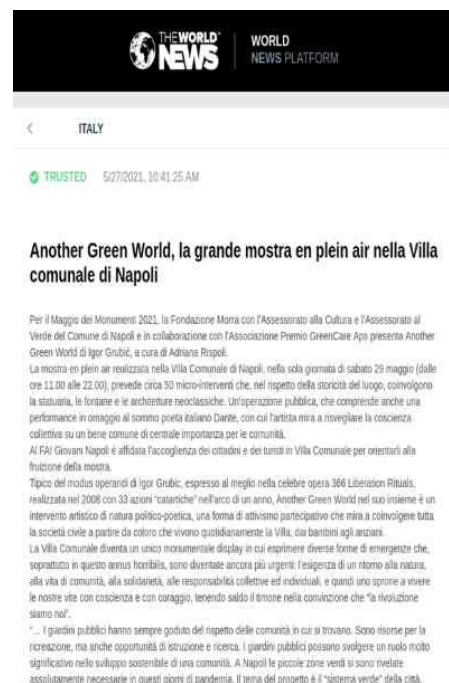 THE WORLD
NEWS
WORLD
NEWS PLATFORM
ITALY
TRUSTED 5/27/2021, 10:41:25 AM
Another Green World, la grande mostra en plein air nella Villa
comunale di Napoli
Per il Maggio dei Monumenti 2021, la Fondazione Morra con l'Assessorato alla Cultura e l'Assessorato al
Verde del Comune di Napoli e in collaborazione con l'Associazione Premio GreenCare Aps presenta Another
Green World di Igor Grubić, a cura di Adriana Rispoli.
La mostra en plein air realizzata nella Villa Comunale di Napoli, nella sola giornata di sabato 29 maggio (dalle
ore 11.00 alle 22.00), prevede circa 50 micro-interventi che, nel rispetto della storicità del luogo, coinvolgono
la statuaria, le fontane e le architetture neoclassiche. Un'operazione pubblica, che comprende anche una
performance in omaggio al sommo poeta italiano Dante, con cui l'artista mira a risvegliare la coscienza
collettiva su un bene comune di centrale importanza per le comunità.
Al FAI Giovani Napoli è affidata l'accoglienza dei cittadini e dei turisti in Villa Comunale per orientarli alla
fruizione della mostra.
Tipico del modus operandi di Igor Grubic, espresso al meglio nella celebre opera 366 Liberation Rituals,
realizzata nel 2008 con 33 azioni "catartiche" nell'arco di un anno, Another Green World nel suo insieme è un
intervento artistico di natura politico-poetica, una forma di attivismo partecipativo che mira a coinvolgere tutta
la società civile a partire da coloro che vivono quotidianamente la Villa, dai bambini agli anziani.
La Villa Comunale diventa un unico monumentale display in cui esprimere diverse forme di emergenze che,
soprattutto in questo annus horribilis, sono diventate ancora più urgenti: l'esigenza di un ritorno alla natura,
alla vita di comunità, alla solidarietà, alle responsabilità collettive ed individuali, e quindi uno sprone a vivere
le nostre vite con coscienza e con coraggio, tenendo saldo il timone nella convinzione che "la rivoluzione
siamo noi".
"... I giardini pubblici hanno sempre goduto del rispetto delle comunità in cui si trovano. Sono risorse per la
ricreazione, ma anche opportunità di istruzione e ricerca. I giardini pubblici possono svolgere un ruolo molto
significativo nello sviluppo sostenibile di una comunità. A Napoli le piccole zone verdi si sono rivelate
assolutamente necessarie in questi giorni di pandemia. Il tema del progetto è il "sistema verde" della città,